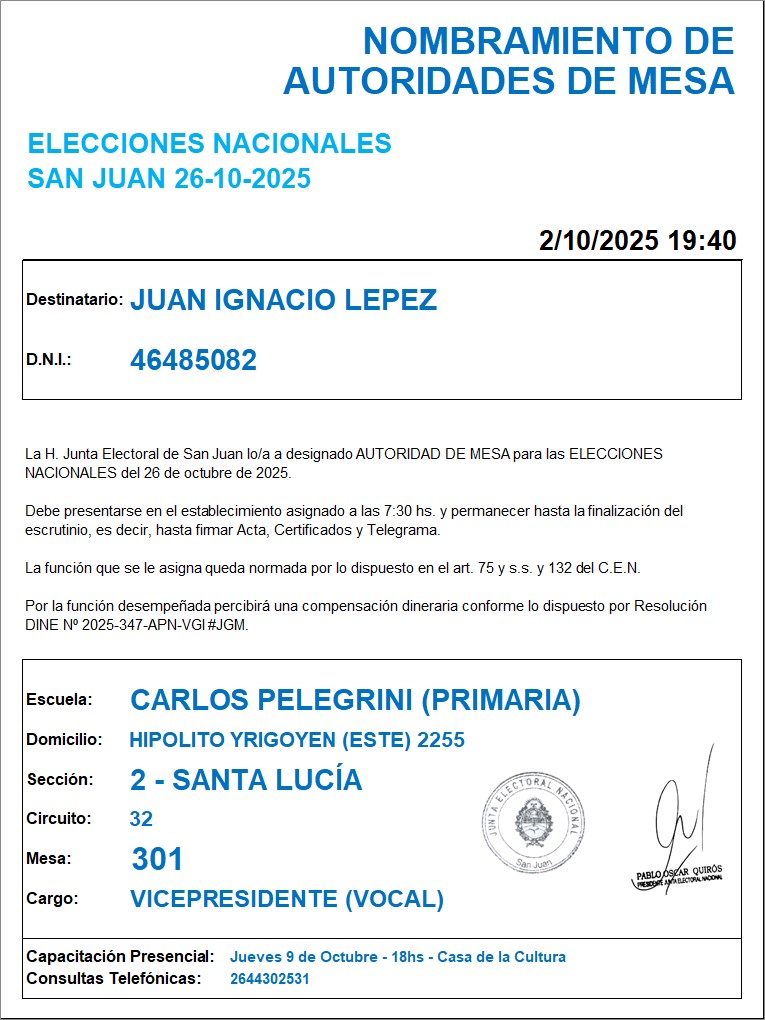 NOMBRAMIENTO DE
AUTORIDADES DE MESA
ELECCIONES NACIONALES
SAN JUAN 26-10-2025
2/10/2025 19:40
Destinatario: JUAN IGNACIO LEPEZ
D.N.I.: 46485082
La H. Junta Electoral de San Juan lo/a a designado AUTORIDAD DE MESA para las ELECCIONES
NACIONALES del 26 de octubre de 2025.
Debe presentarse en el establecimiento asignado a las 7:30 hs. y permanecer hasta la finalización del
escrutinio, es decir, hasta firmar Acta, Certificados y Telegrama.
La función que se le asigna queda normada por lo dispuesto en el art. 75 y s.s. y 132 del C.E.N.
Por la función desempeñada percibirá una compensación dineraria conforme lo dispuesto por Resolución
DINE Nº 2025-347-APN-VGI#JGM.
Escuela: CARLOS PELEGRINI (PRIMARIA)
Domicilio: HIPOLITO YRIGOYEN (ESTE) 2255
Sección: 2 - SANTA LUCÍA
Circuito: 32
Mesa: 301
Cargo: VICEPRESIDENTE (VOCAL)
JUNTA ELECTORAL NACIONAL
San Juan
PABLO OSCAR QUIRÓS
PRESIDENTE JUNTA ELECTORAL NACIONAL
Capacitación Presencial: Jueves 9 de Octubre - 18hs - Casa de la Cultura
Consultas Telefónicas: 2644302531